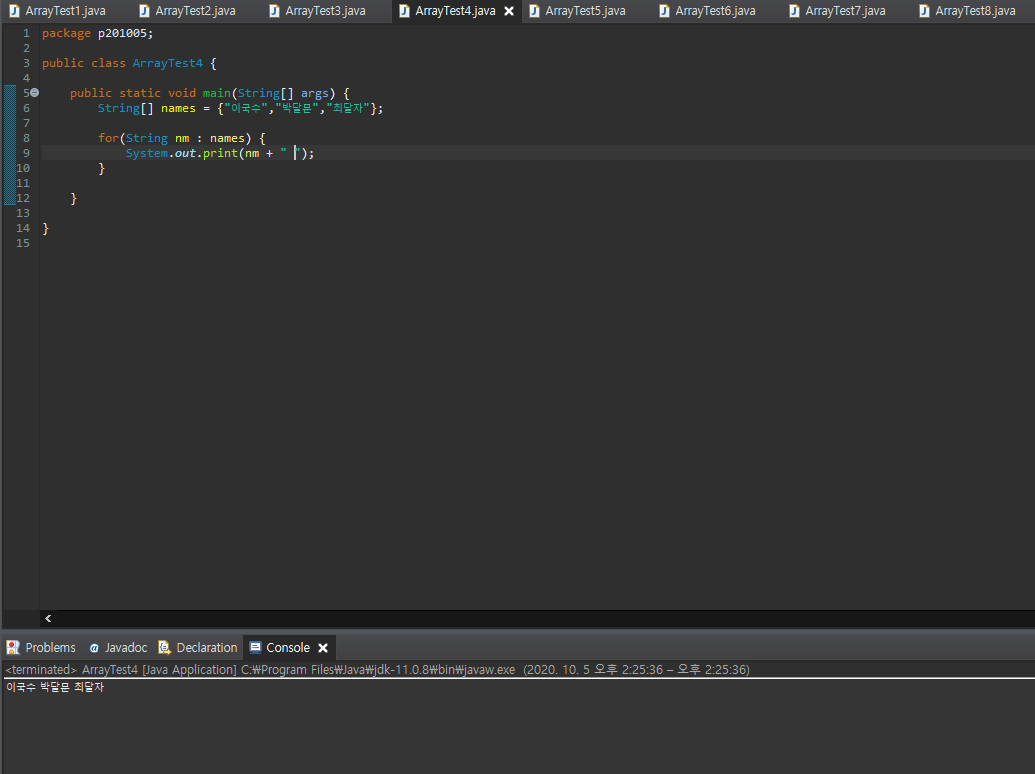 ArrayTest1.java ArrayTest2.java ArrayTest3.java ArrayTest4.java ArrayTest5.java ArrayTest6.java ArrayTest7.java ArrayTest8.java
1 package p201005;
2
3 public class ArrayTest4 {
4
5 public static void main(String[] args) {
6 String[] names = {"이국수","박달문","최달자"};
7
8 for(String nm : names) {
9 System.out.print(nm + " ");
10 }
11
12 }
13
14 }
15
Problems Javadoc Declaration Console
<terminated> ArrayTest4 [Java Application] C:₩Program Files₩Java₩jdk-11.0.8₩bin₩javaw.exe (2020. 10. 5 오후 2:25:36 – 오후 2:25:36)
이국수 박달문 최달자